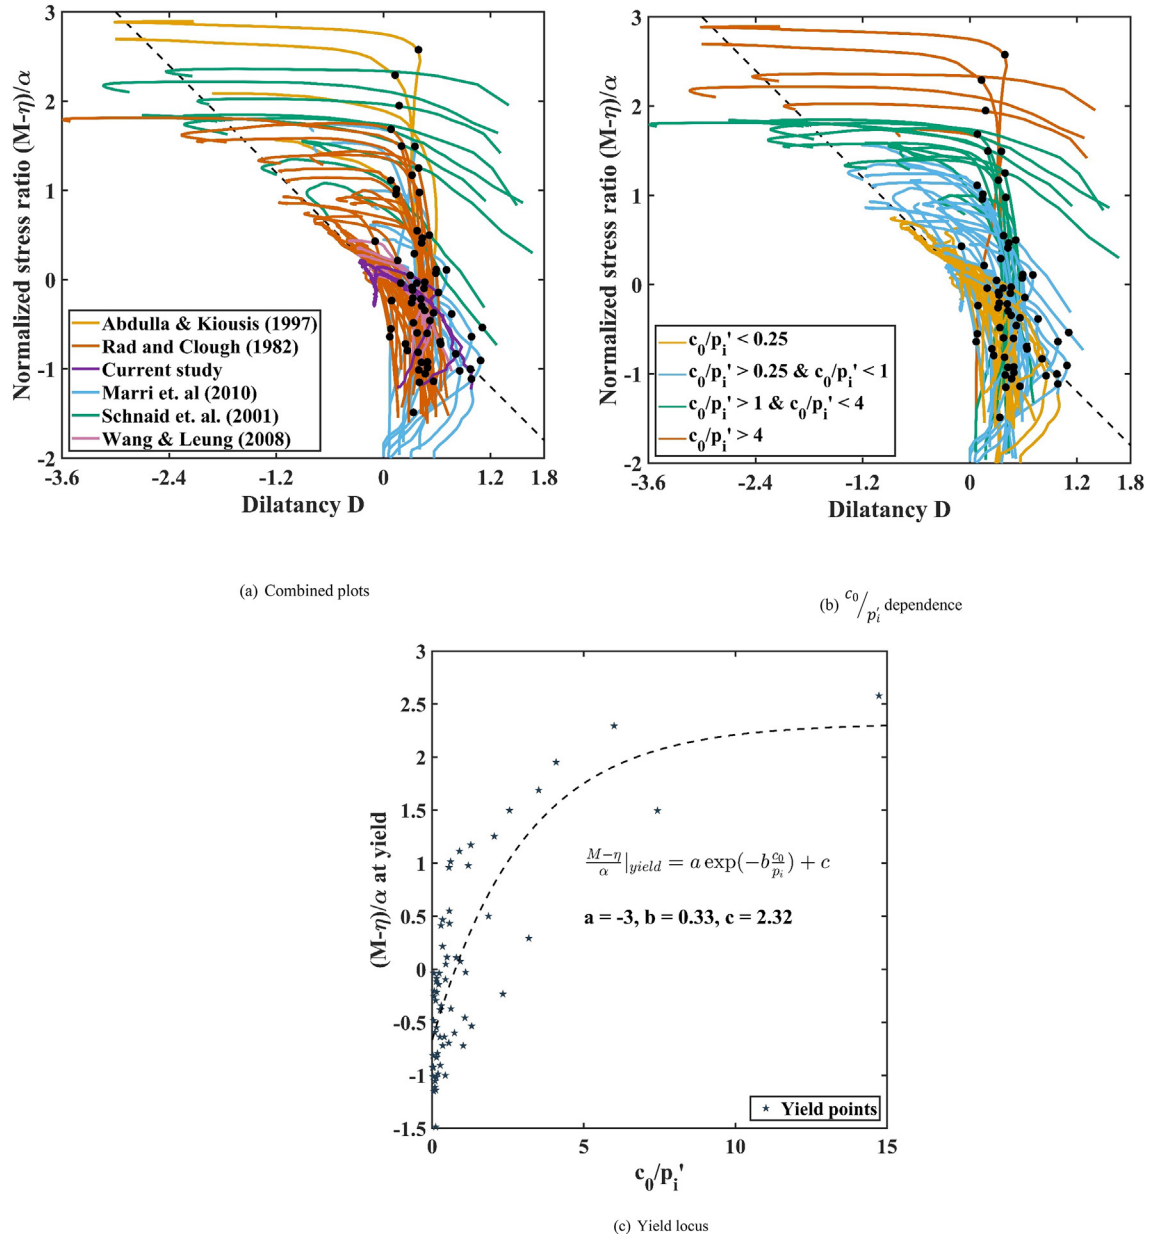 3
2
1
0
-1
-2
-3.6
-2.4
-1.2
0
1.2
1.8
Normalized stress ratio (M-η)/α
Dilatancy D
Abdulla & Kiousis (1997)
Rad and Clough (1982)
Current study
Marri et. al (2010)
Schnaid et. al. (2001)
Wang & Leung (2008)
(a) Combined plots
3
2
1
0
-1
2
-3.6
-2.4
-1.2
0
1.2
1.8
Normalized stress ratio (M-η)/α
Dilatancy D
c0/pi' < 0.25
c0/pi' > 0.25 & c0/pi' < 1
c0/pi' > 1 & c0/pi' < 4
c0/pi' > 4
(b) c0/p'i dependence
3
2.5
2
1.5
1
0.5
0
-0.5
-1
-1.5
0
5
10
15
(M-η)/α at yield
c0/pi'
M−η/α|yield = a exp(−b c0/pi) + c
a = -3, b = 0.33, c = 2.32
Yield points
(c) Yield locus